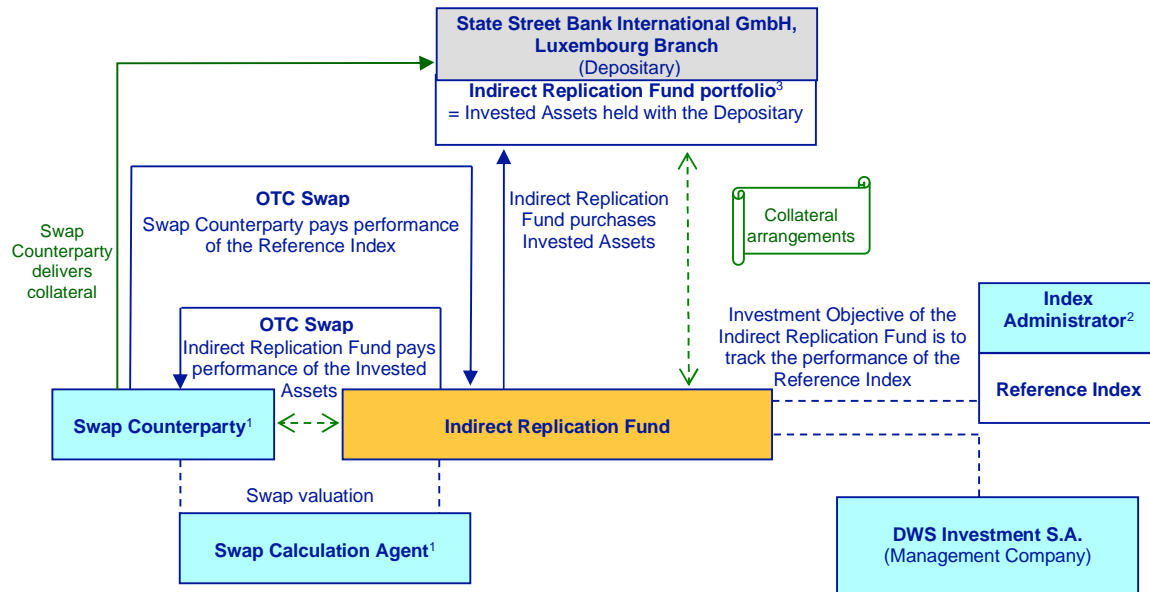 State Street Bank International GmbH,
Luxembourg Branch
(Depositary)
Indirect Replication Fund portfolio³
= Invested Assets held with the Depositary
OTC Swap
Swap Counterparty pays performance
of the Reference Index
Indirect Replication
Fund purchases
Invested Assets
Collateral
arrangements
Swap
Counterparty
delivers
collateral
OTC Swap
Indirect Replication Fund pays
performance of the Invested
Assets
Investment Objective of the
Indirect Replication Fund is to
track the performance of the
Reference Index
Index
Administrator²
Reference Index
Swap Counterparty¹
Indirect Replication Fund
Swap valuation
Swap Calculation Agent¹
DWS Investment S.A.
(Management Company)